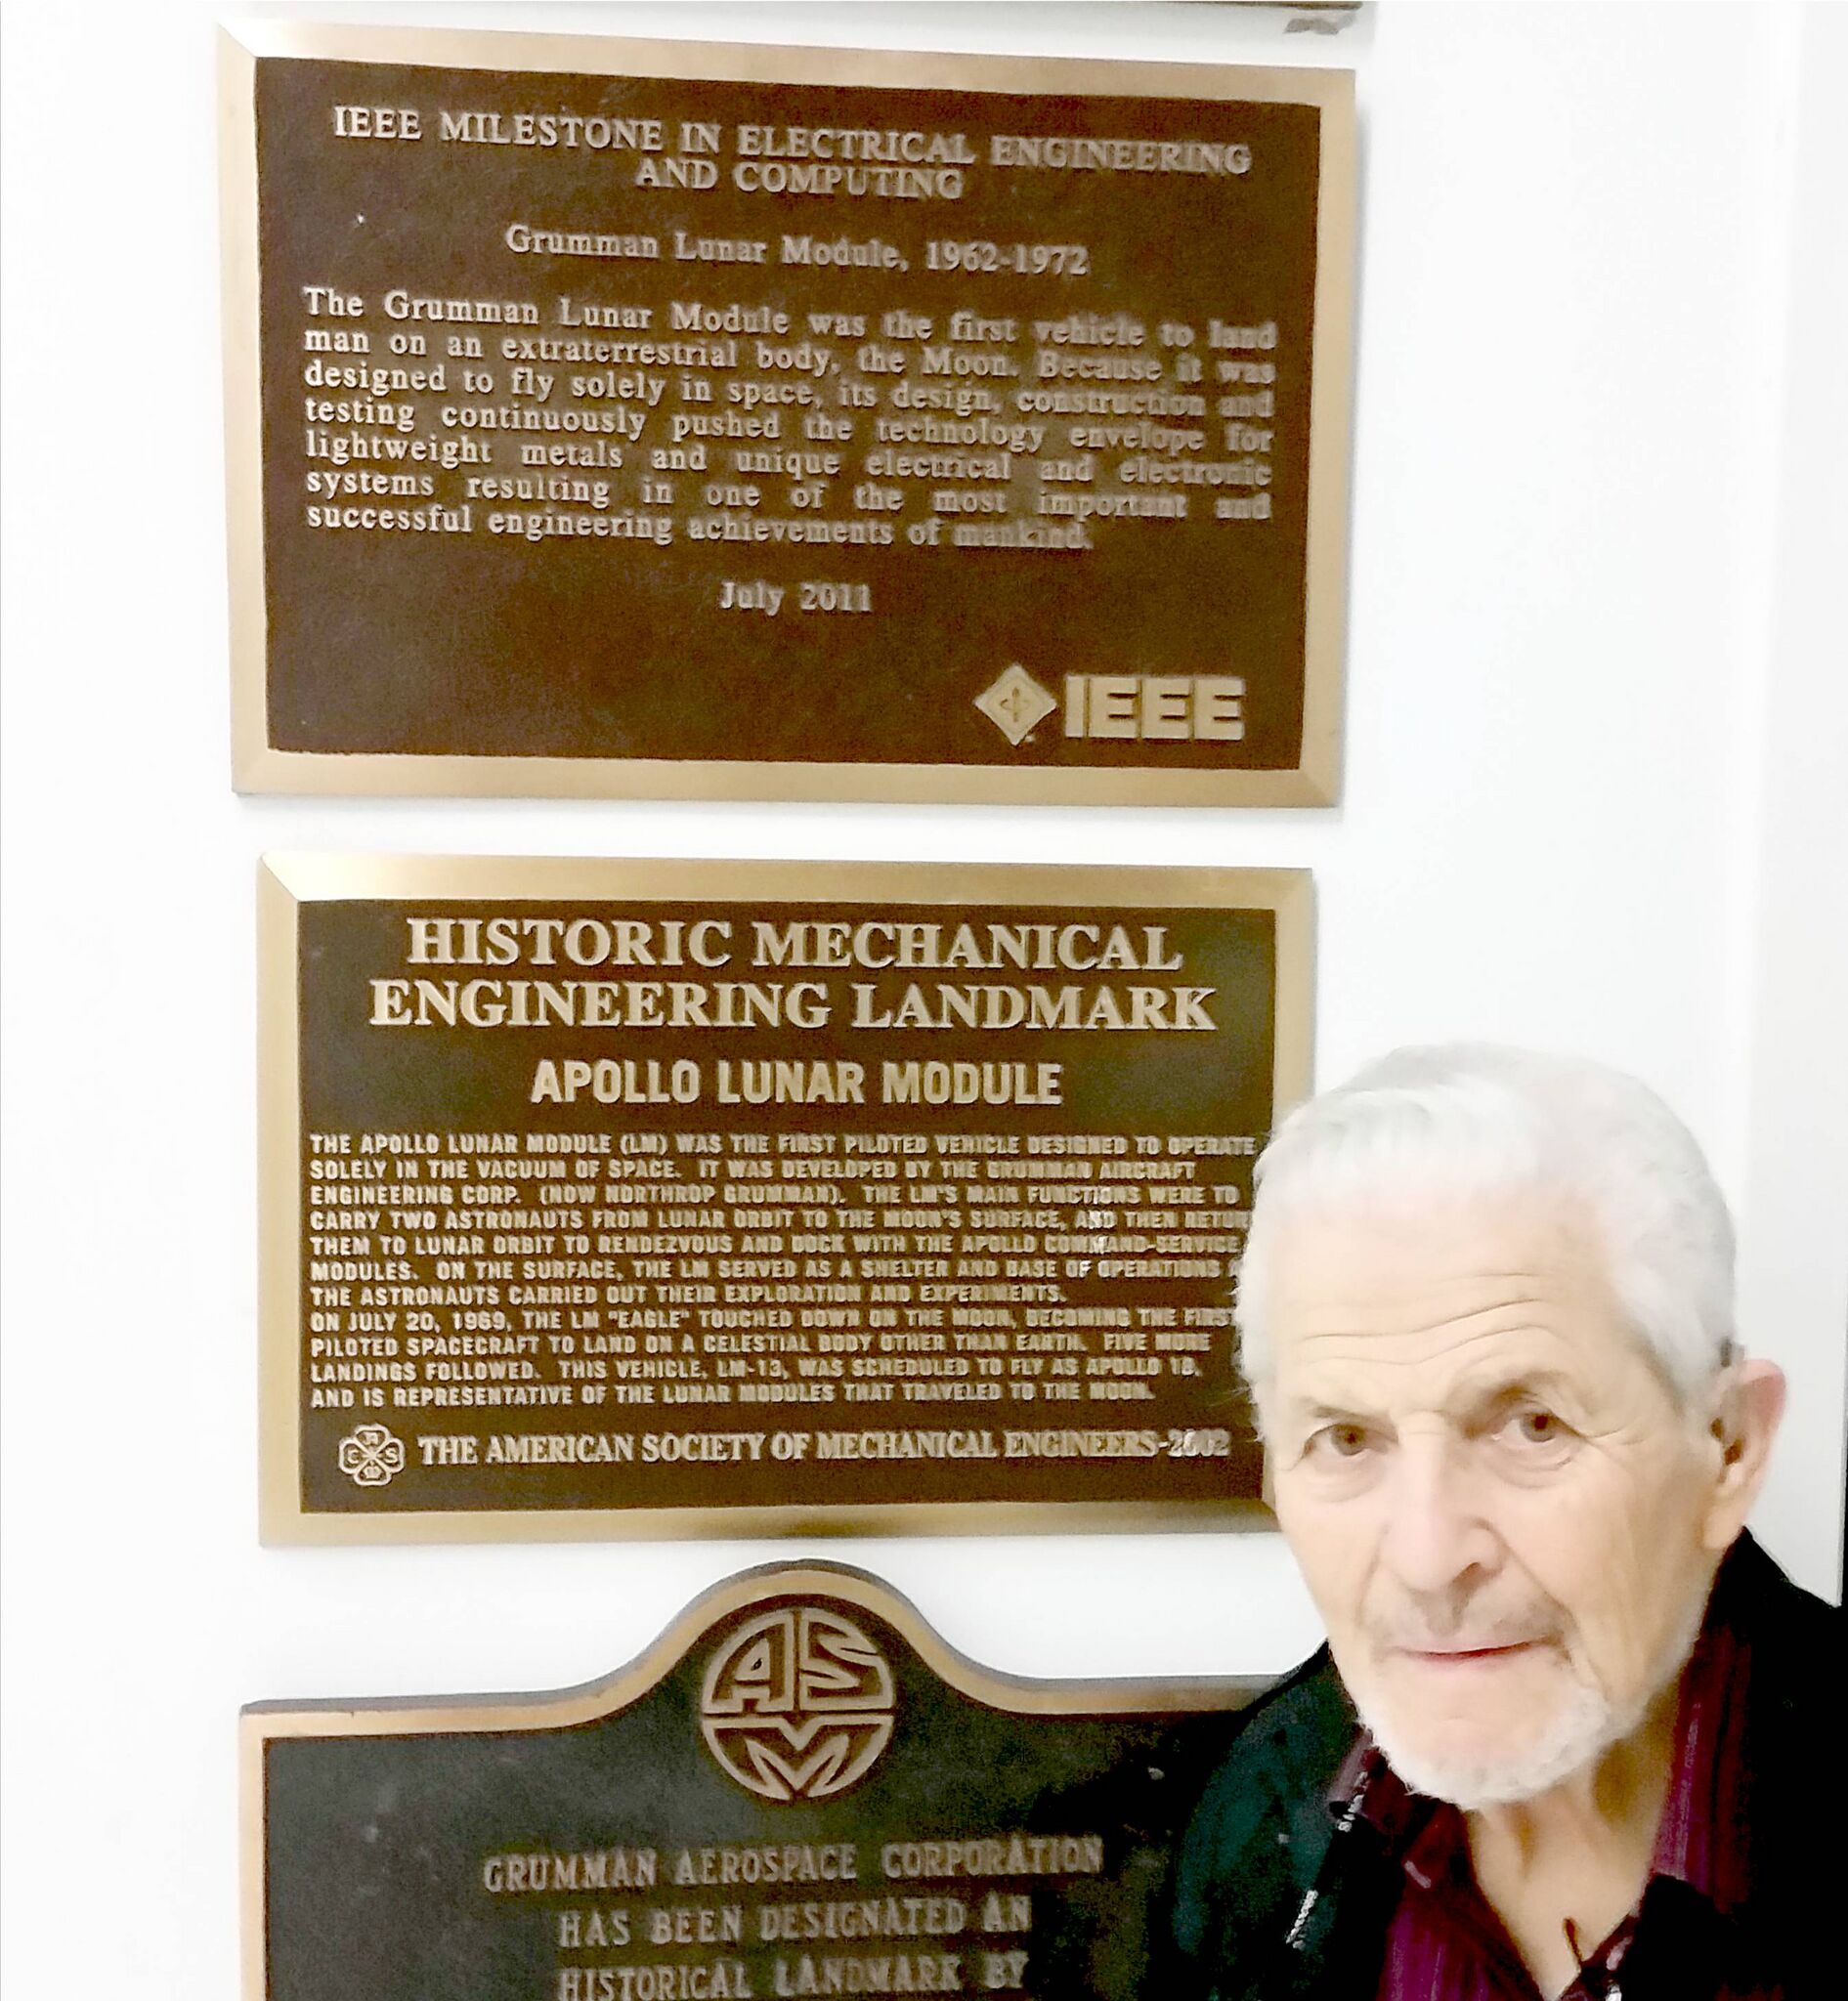 IEEE MILESTONE IN ELECTRICAL ENGINEERING
AND COMPUTING
Grumman Lunar Module, 1962-1972
The Grumman Lunar Module was the first vehicle to land
man on an extraterrestrial body, the Moon. Because it was
designed to fly solely in space, its design, construction and
testing continuously pushed the technology envelope for
lightweight metals and unique electrical and electronic
systems resulting in one of the most important and
successful engineering achievements of mankind.
July 2011
IEEE
HISTORIC MECHANICAL
ENGINEERING LANDMARK
APOLLO LUNAR MODULE
THE APOLLO LUNAR MODULE (LM) WAS THE FIRST PILOTED VEHICLE DESIGNED TO OPERATE
SOLELY IN THE VACUUM OF SPACE. IT WAS DEVELOPED BY THE GRUMMAN AIRCRAFT
ENGINEERING CORP. (NOW NORTHROP GRUMMAN). THE LM'S MAIN FUNCTIONS WERE TO
CARRY TWO ASTRONAUTS FROM LUNAR ORBIT TO THE MOON'S SURFACE, AND THEN RETUR
THEM TO LUNAR ORBIT TO RENDEZVOUS AND DOCK WITH THE APOLLO COMMAND-SERVICE
MODULES. ON THE SURFACE, THE LM SERVED AS A SHELTER AND BASE OF OPERATIONS
THE ASTRONAUTS CARRIED OUT THEIR EXPLORATION AND EXPERIMENTS.
ON JULY 20, 1969, THE LM "EAGLE" TOUCHED DOWN ON THE MOON, BECOMING THE FIRST
PILOTED SPACECRAFT TO LAND ON A CELESTIAL BODY OTHER THAN EARTH. FIVE MORE
LANDINGS FOLLOWED. THIS VEHICLE, LM-13, WAS SCHEDULED TO FLY AS APOLLO 18,
AND IS REPRESENTATIVE OF THE LUNAR MODULES THAT TRAVELED TO THE MOON.
THE AMERICAN SOCIETY OF MECHANICAL ENGINEERS-2002
ASM
GRUMMAN AEROSPACE CORPORATION
HAS BEEN DESIGNATED AN
HISTORICAL LANDMARK BY